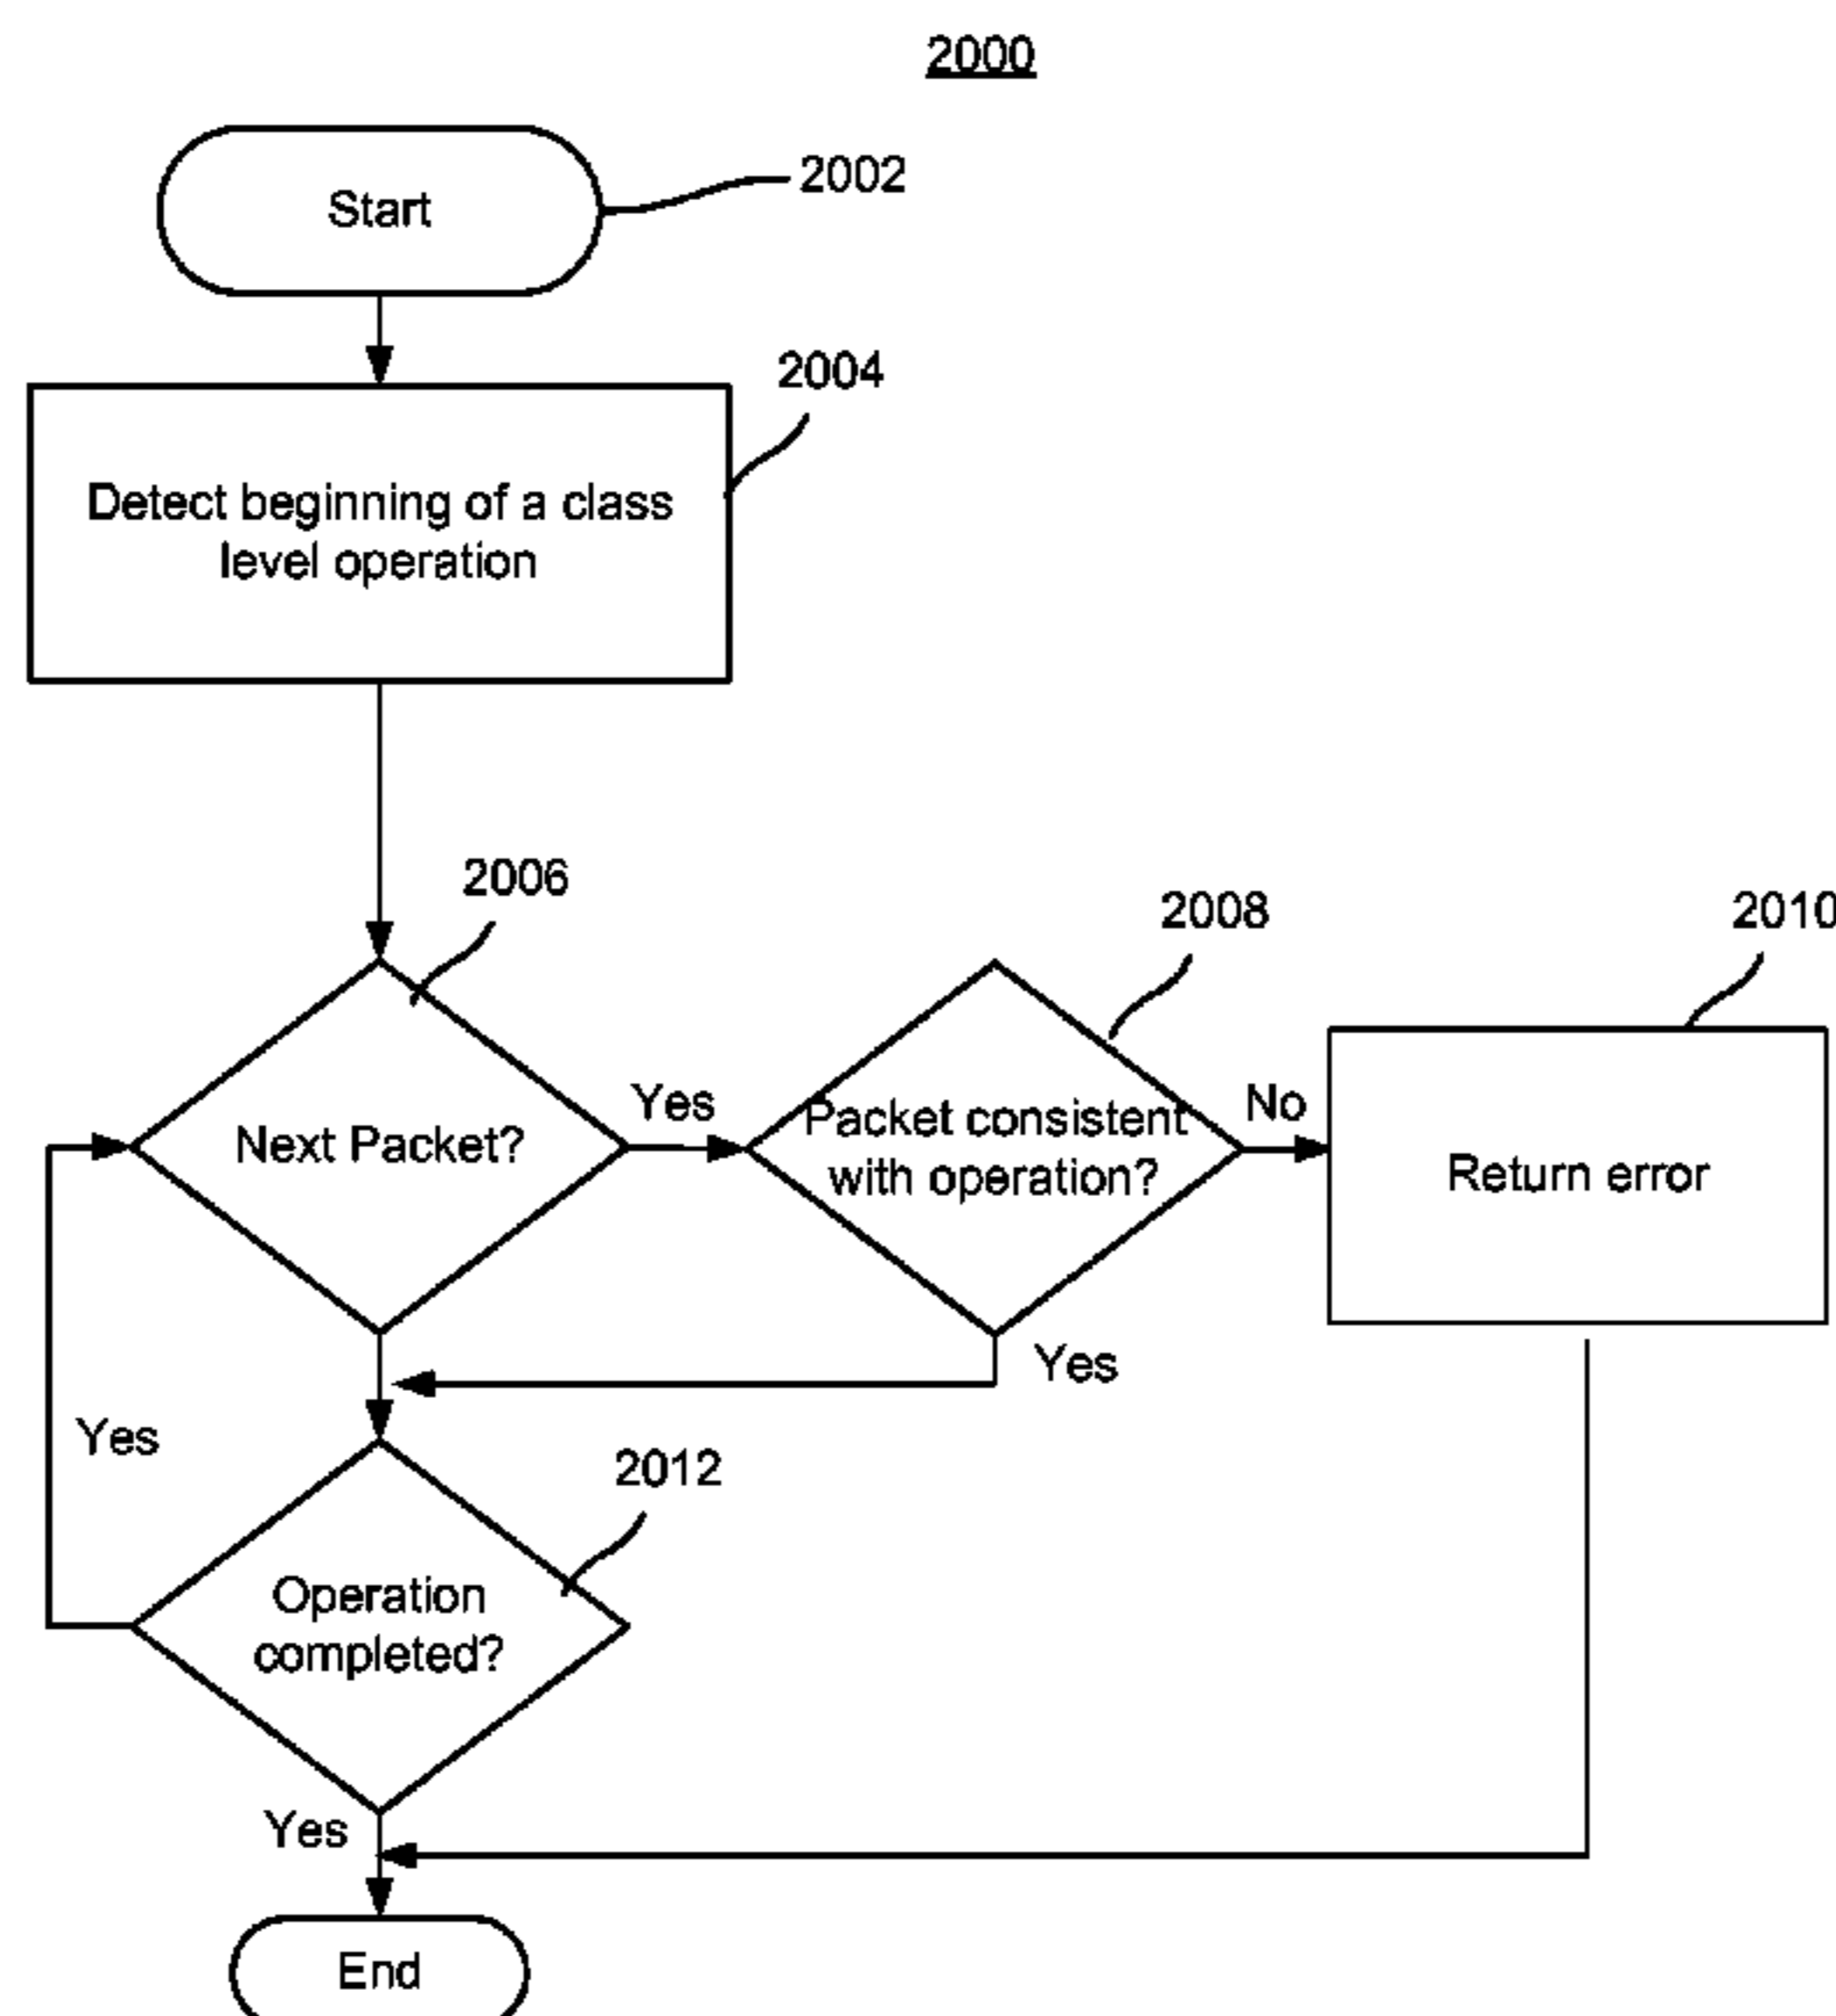 2000
Start
2002
2004
Detect beginning of a class
level operation
2006
2008
2010
Next Packet?
Yes
Packet consistent
with operation?
No
Return error
Yes
Yes
2012
Operation
completed?
Yes
End